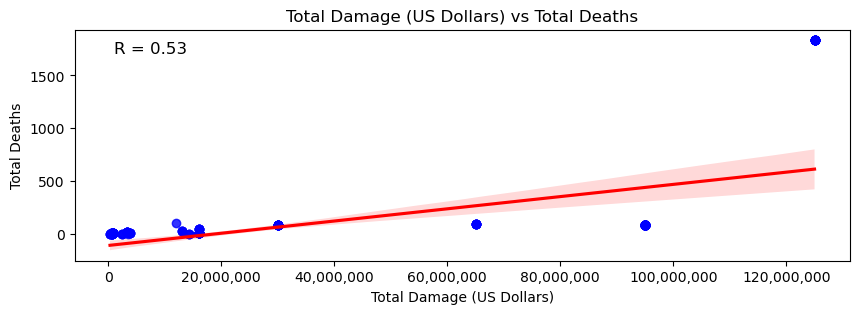 Total Damage (US Dollars) vs Total Deaths
R = 0.53
Total Deaths
1500
1000
500
0
0 20,000,000 40,000,000 60,000,000 80,000,000 100,000,000 120,000,000
Total Damage (US Dollars)